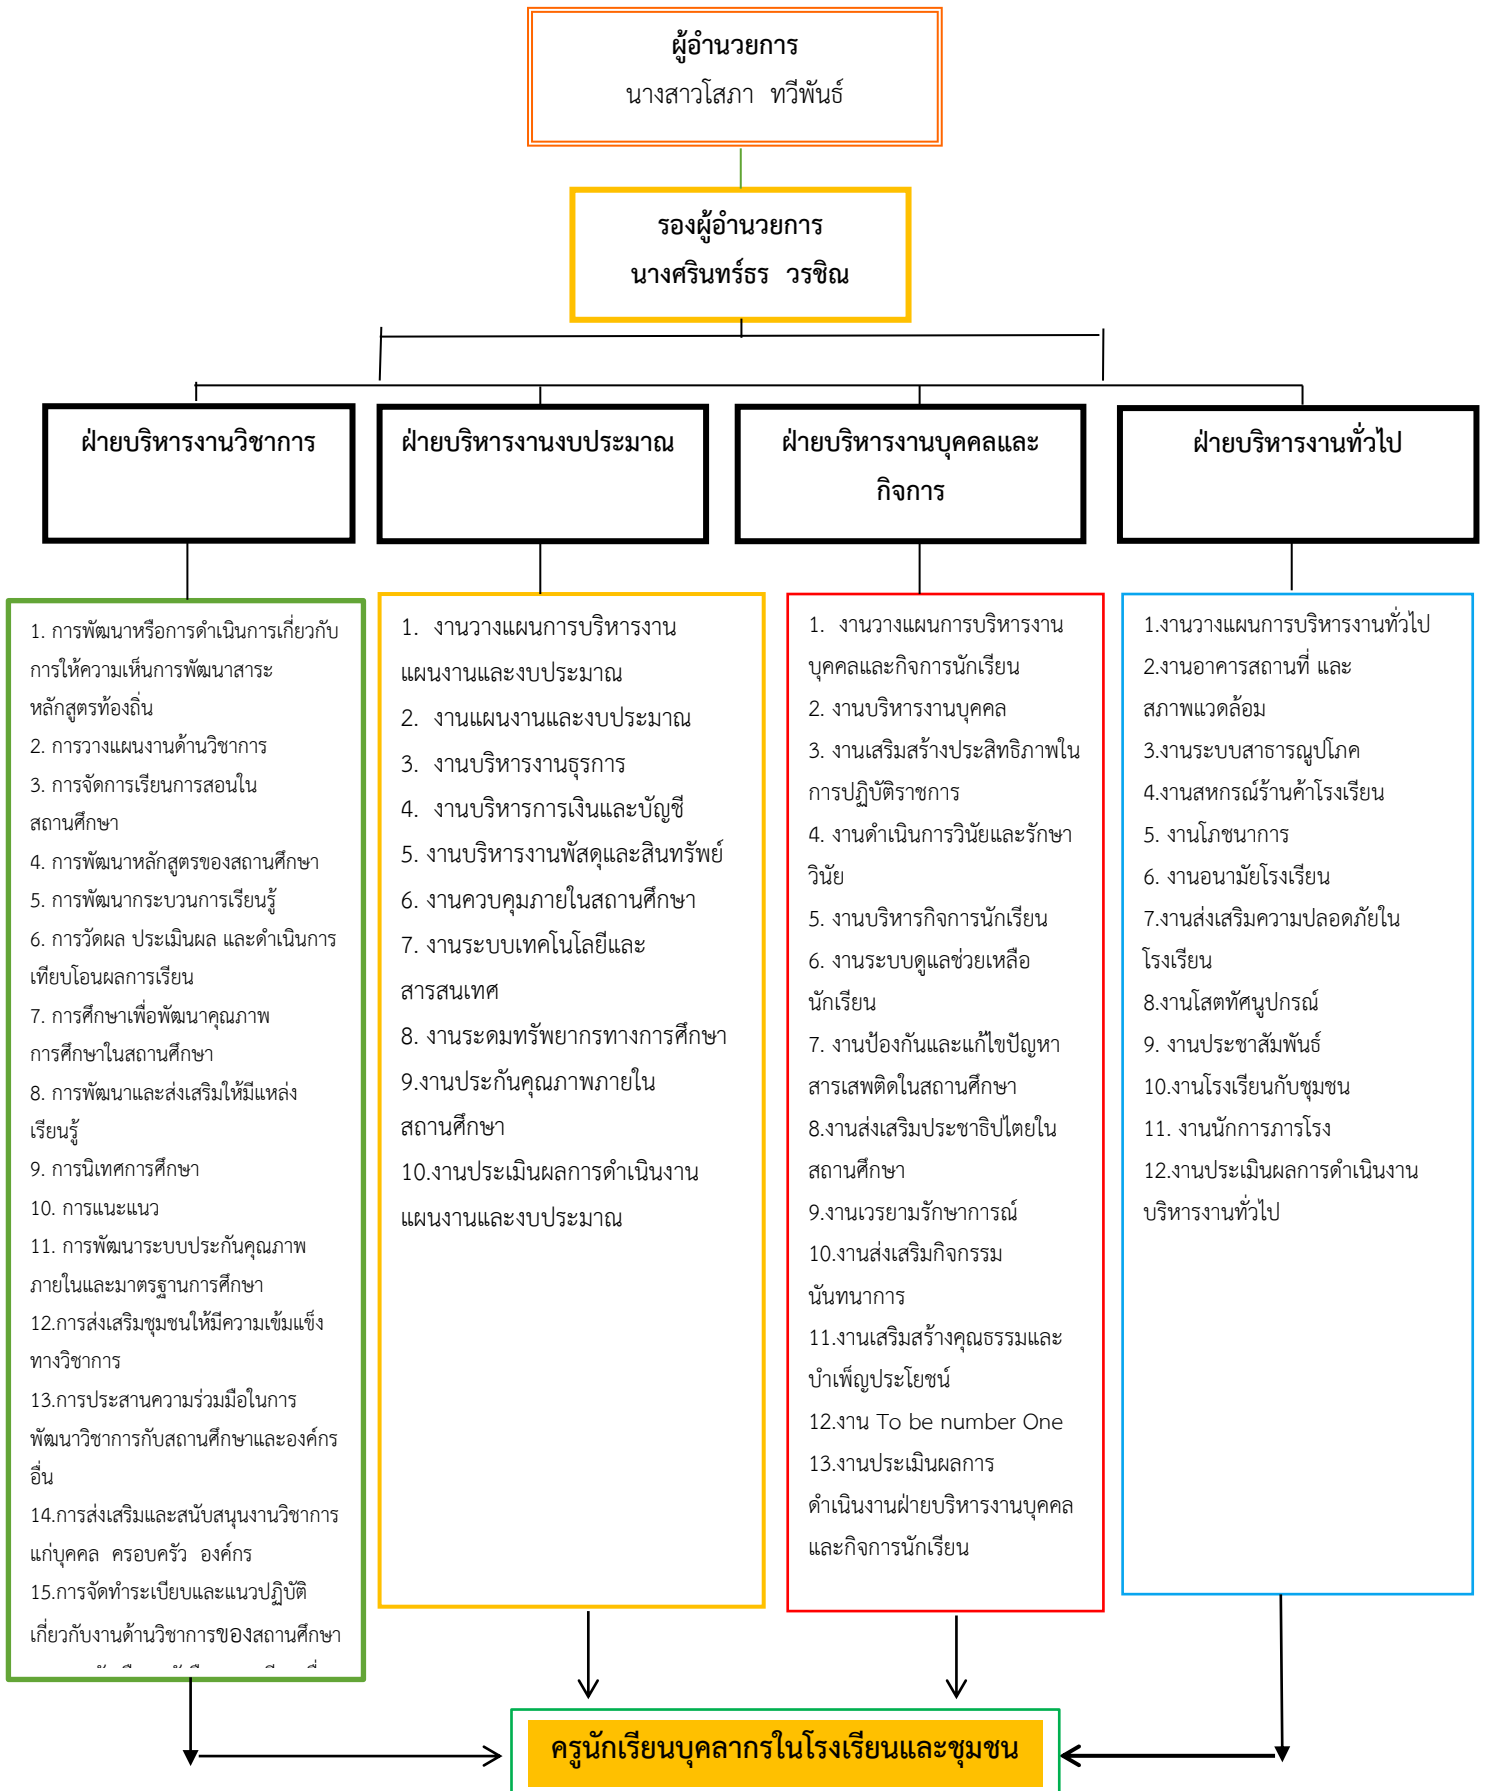 ผู้อำนวยการ
นางสาวโสภา ทวีพันธ์
รองผู้อำนวยการ
นางศรินทร์ธร วรชิณ
ฝ่ายบริหารงานวิชาการ
ฝ่ายบริหารงานงบประมาณ
ฝ่ายบริหารงานบุคคลและ
กิจการ
ฝ่ายบริหารงานทั่วไป
1. การพัฒนาหรือการดำเนินการเกี่ยวกับ
การให้ความเห็นการพัฒนาสาระ
หลักสูตรท้องถิ่น
2. การวางแผนงานด้านวิชาการ
3. การจัดการเรียนการสอนใน
สถานศึกษา
4. การพัฒนาหลักสูตรของสถานศึกษา
5. การพัฒนากระบวนการเรียนรู้
6. การวัดผล ประเมินผล และดำเนินการ
เทียบโอนผลการเรียน
7. การศึกษาเพื่อพัฒนาคุณภาพ
การศึกษาในสถานศึกษา
8. การพัฒนาและส่งเสริมให้มีแหล่ง
เรียนรู้
9. การนิเทศการศึกษา
10. การแนะแนว
11. การพัฒนาระบบประกันคุณภาพ
ภายในและมาตรฐานการศึกษา
12.การส่งเสริมชุมชนให้มีความเข้มแข็ง
ทางวิชาการ
13.การประสานความร่วมมือในการ
พัฒนาวิชาการกับสถานศึกษาและองค์กร
อื่น
14.การส่งเสริมและสนับสนุนงานวิชาการ
แก่บุคคล ครอบครัว องค์กร
15.การจัดทำระเบียบและแนวปฏิบัติ
เกี่ยวกับงานด้านวิชาการของสถานศึกษา
1. งานวางแผนการบริหารงาน
แผนงานและงบประมาณ
2. งานแผนงานและงบประมาณ
3. งานบริหารงานธุรการ
4. งานบริหารการเงินและบัญชี
5. งานบริหารงานพัสดุและสินทรัพย์
6. งานควบคุมภายในสถานศึกษา
7. งานระบบเทคโนโลยีและ
สารสนเทศ
8. งานระดมทรัพยากรทางการศึกษา
9.งานประกันคุณภาพภายใน
สถานศึกษา
10.งานประเมินผลการดำเนินงาน
แผนงานและงบประมาณ
1. งานวางแผนการบริหารงาน
บุคคลและกิจการนักเรียน
2. งานบริหารงานบุคคล
3. งานเสริมสร้างประสิทธิภาพใน
การปฏิบัติราชการ
4. งานดำเนินการวินัยและรักษา
วินัย
5. งานบริหารกิจการนักเรียน
6. งานระบบดูแลช่วยเหลือ
นักเรียน
7. งานป้องกันและแก้ไขปัญหา
สารเสพติดในสถานศึกษา
8.งานส่งเสริมประชาธิปไตยใน
สถานศึกษา
9.งานเวรยามรักษาการณ์
10.งานส่งเสริมกิจกรรม
นันทนาการ
11.งานเสริมสร้างคุณธรรมและ
บำเพ็ญประโยชน์
12.งาน To be number One
13.งานประเมินผลการ
ดำเนินงานฝ่ายบริหารงานบุคคล
และกิจการนักเรียน
1.งานวางแผนการบริหารงานทั่วไป
2.งานอาคารสถานที่ และ
สภาพแวดล้อม
3.งานระบบสาธารณูปโภค
4.งานสหกรณ์ร้านค้าโรงเรียน
5. งานโภชนาการ
6. งานอนามัยโรงเรียน
7.งานส่งเสริมความปลอดภัยใน
โรงเรียน
8.งานโสตทัศนูปกรณ์
9. งานประชาสัมพันธ์
10.งานโรงเรียนกับชุมชน
11. งานนักการภารโรง
12.งานประเมินผลการดำเนินงาน
บริหารงานทั่วไป
ครูนักเรียนบุคลากรในโรงเรียนและชุมชน